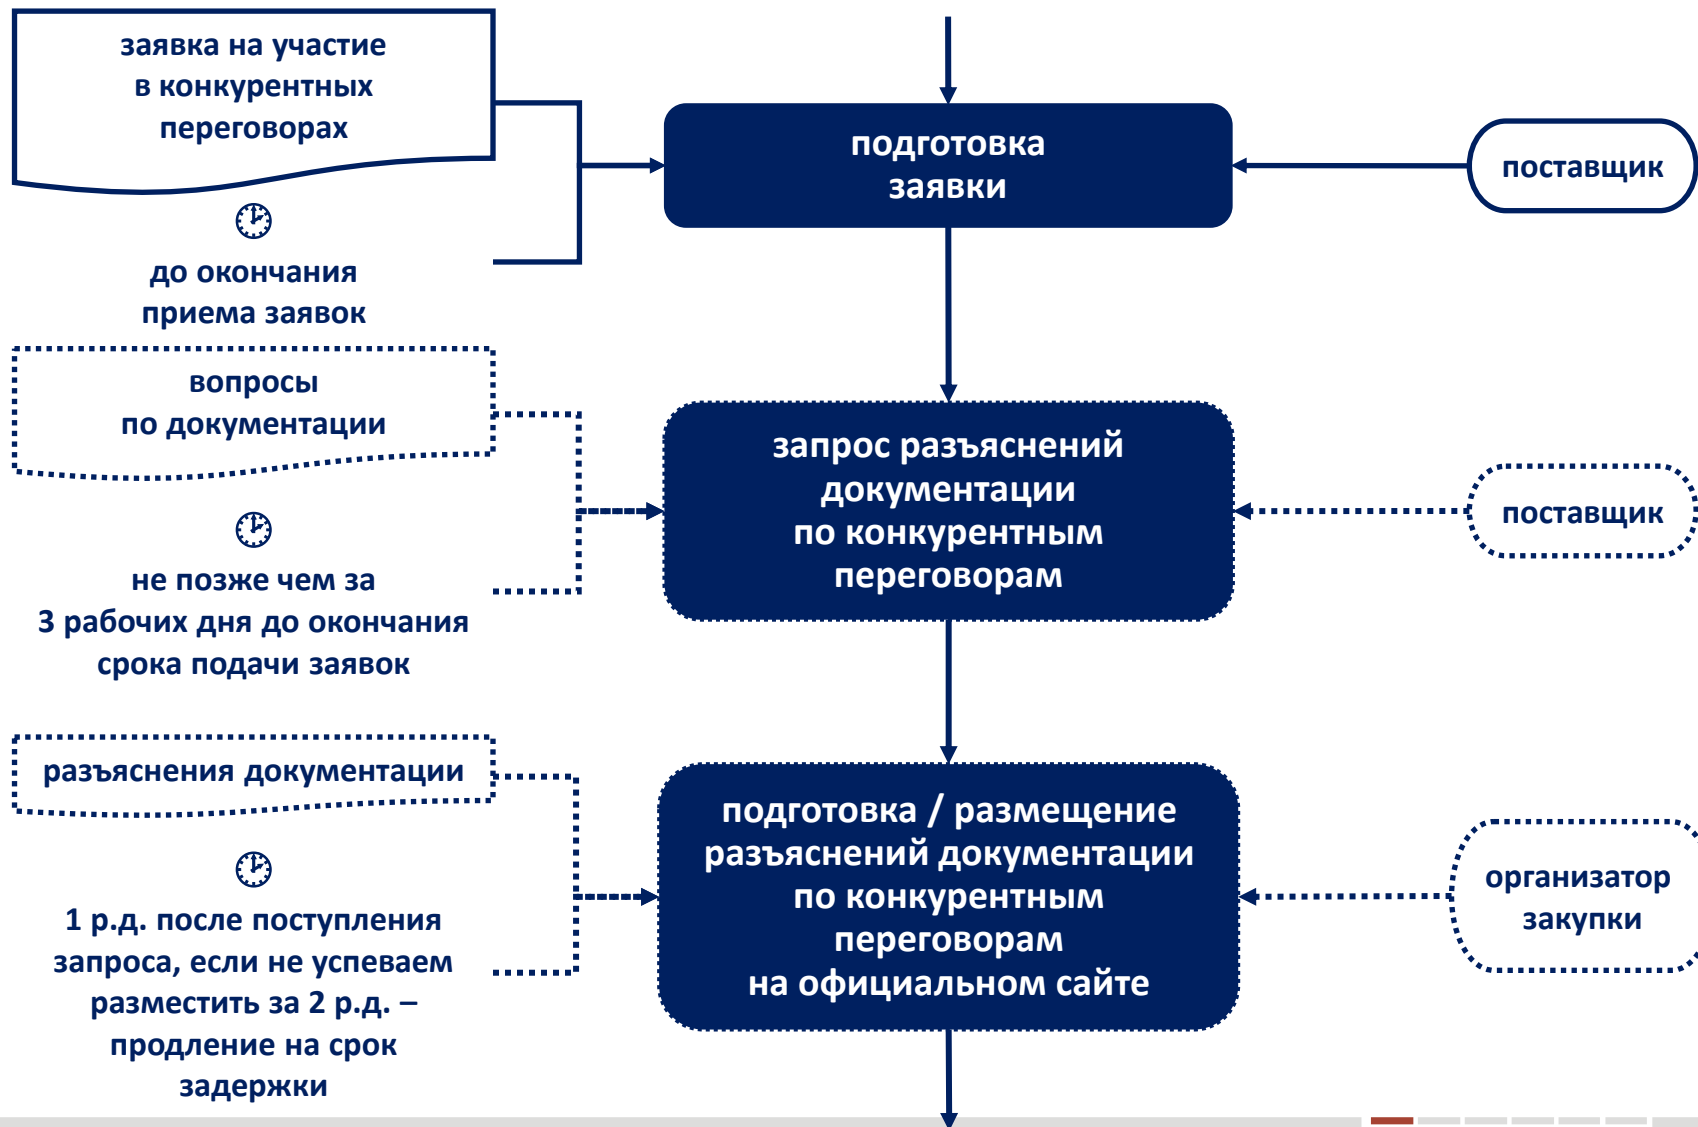 заявка на участие
в конкурентных
переговорах
подготовка
заявки
поставщик
до окончания
приема заявок
вопросы
по документации
запрос разъяснений
документации
по конкурентным
переговорам
поставщик
не позже чем за
3 рабочих дня до окончания
срока подачи заявок
разъяснения документации
подготовка / размещение
разъяснений документации
по конкурентным
переговорам
на официальном сайте
организатор
закупки
1 р.д. после поступления
запроса, если не успеваем
разместить за 2 р.д. –
продление на срок
задержки